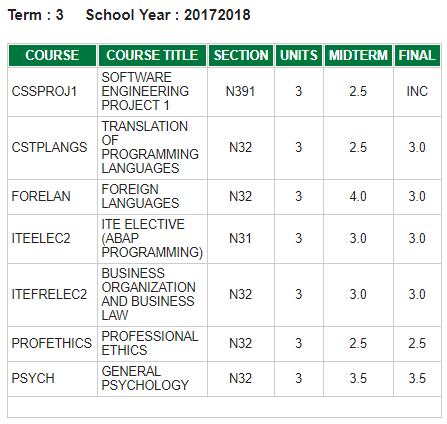 Term : 3 School Year : 20172018
COURSE COURSE TITLE SECTION UNITS MIDTERM FINAL
CSSPROJ1 SOFTWARE ENGINEERING PROJECT 1 N391 3 2.5 INC
CSTPLANGS TRANSLATION OF PROGRAMMING LANGUAGES N32 3 2.5 3.0
FORELAN FOREIGN LANGUAGES N32 3 4.0 3.0
ITEELEC2 ITE ELECTIVE (ABAP PROGRAMMING) N31 3 3.0 3.0
ITEFRELEC2 BUSINESS ORGANIZATION AND BUSINESS LAW N32 3 3.0 3.0
PROFETHICS PROFESSIONAL ETHICS N32 3 2.5 2.5
PSYCH GENERAL PSYCHOLOGY N32 3 3.5 3.5